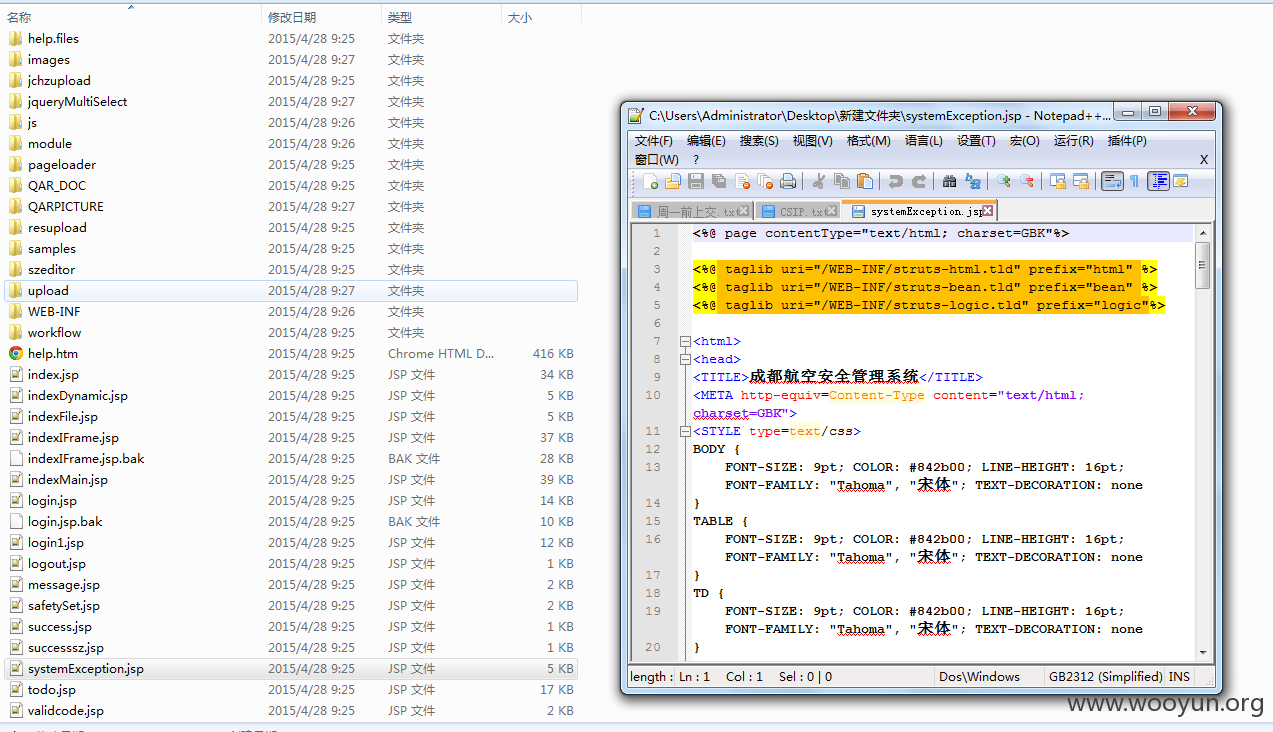 名称 修改日期 类型 大小
help.files 2015/4/28 9:25 文件夹
images 2015/4/28 9:27 文件夹
jchzupload 2015/4/28 9:25 文件夹
jqueryMultiSelect 2015/4/28 9:27 文件夹
js 2015/4/28 9:26 文件夹
module 2015/4/28 9:26 文件夹
pageloader 2015/4/28 9:25 文件夹
QAR_DOC 2015/4/28 9:25 文件夹
QARPICTURE 2015/4/28 9:27 文件夹
resupload 2015/4/28 9:25 文件夹
samples 2015/4/28 9:26 文件夹
szeditor 2015/4/28 9:25 文件夹
upload 2015/4/28 9:27 文件夹
WEB-INF 2015/4/28 9:26 文件夹
workflow 2015/4/28 9:25 文件夹
help.htm 2015/4/28 9:25 Chrome HTML D... 416 KB
index.jsp 2015/4/28 9:25 JSP 文件 34 KB
indexDynamic.jsp 2015/4/28 9:25 JSP 文件 5 KB
indexFile.jsp 2015/4/28 9:25 JSP 文件 5 KB
indexIFrame.jsp 2015/4/28 9:25 JSP 文件 37 KB
indexIFrame.jsp.bak 2015/4/28 9:25 BAK 文件 28 KB
indexMain.jsp 2015/4/28 9:25 JSP 文件 39 KB
login.jsp 2015/4/28 9:25 JSP 文件 14 KB
login.jsp.bak 2015/4/28 9:25 BAK 文件 10 KB
login1.jsp 2015/4/28 9:25 JSP 文件 12 KB
logout.jsp 2015/4/28 9:25 JSP 文件 1 KB
message.jsp 2015/4/28 9:25 JSP 文件 2 KB
safetySet.jsp 2015/4/28 9:25 JSP 文件 2 KB
success.jsp 2015/4/28 9:25 JSP 文件 1 KB
successsz.jsp 2015/4/28 9:25 JSP 文件 1 KB
systemException.jsp 2015/4/28 9:25 JSP 文件 5 KB
todo.jsp 2015/4/28 9:25 JSP 文件 17 KB
validcode.jsp 2015/4/28 9:25 JSP 文件 2 KB
C:\Users\Administrator\Desktop\新建文件夹\systemException.jsp - Notepad++...
文件(F) 编辑(E) 搜索(S) 视图(V) 格式(M) 语言(L) 设置(T) 宏(O) 运行(R) 插件(P)
窗口(W) ? X
周一前上交.tx CSIP.tx systemException.jsp
1 <%@ page contentType="text/html; charset=GBK"%>
2
3 <%@ taglib uri="/WEB-INF/struts-html.tld" prefix="html" %>
4 <%@ taglib uri="/WEB-INF/struts-bean.tld" prefix="bean" %>
5 <%@ taglib uri="/WEB-INF/struts-logic.tld" prefix="logic"%>
6
7 <html>
8 <head>
9 <TITLE>成都航空安全管理系统</TITLE>
10 <META http-equiv=Content-Type content="text/html;
charset=GBK">
11 <STYLE type=text/css>
12 BODY {
13 FONT-SIZE: 9pt; COLOR: #842b00; LINE-HEIGHT: 16pt;
FONT-FAMILY: "Tahoma", "宋体"; TEXT-DECORATION: none
14 }
15 TABLE {
16 FONT-SIZE: 9pt; COLOR: #842b00; LINE-HEIGHT: 16pt;
FONT-FAMILY: "Tahoma", "宋体"; TEXT-DECORATION: none
17 }
18 TD {
19 FONT-SIZE: 9pt; COLOR: #842b00; LINE-HEIGHT: 16pt;
FONT-FAMILY: "Tahoma", "宋体"; TEXT-DECORATION: none
20 }
length : Ln : 1 Col : 1 Sel : 0 | 0 Dos\Windows GB2312 (Simplified) INS
www.wooyun.org